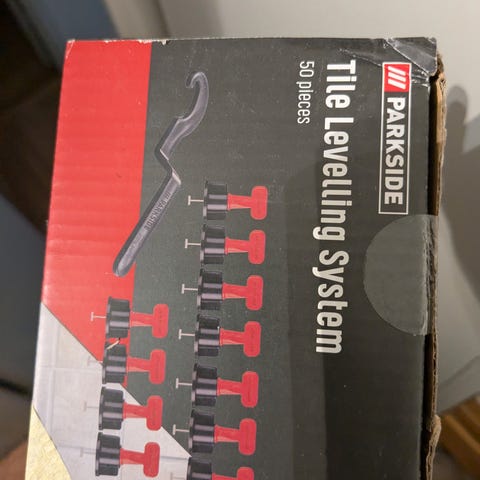 PARKSIDE
Tile Levelling System
50 pieces